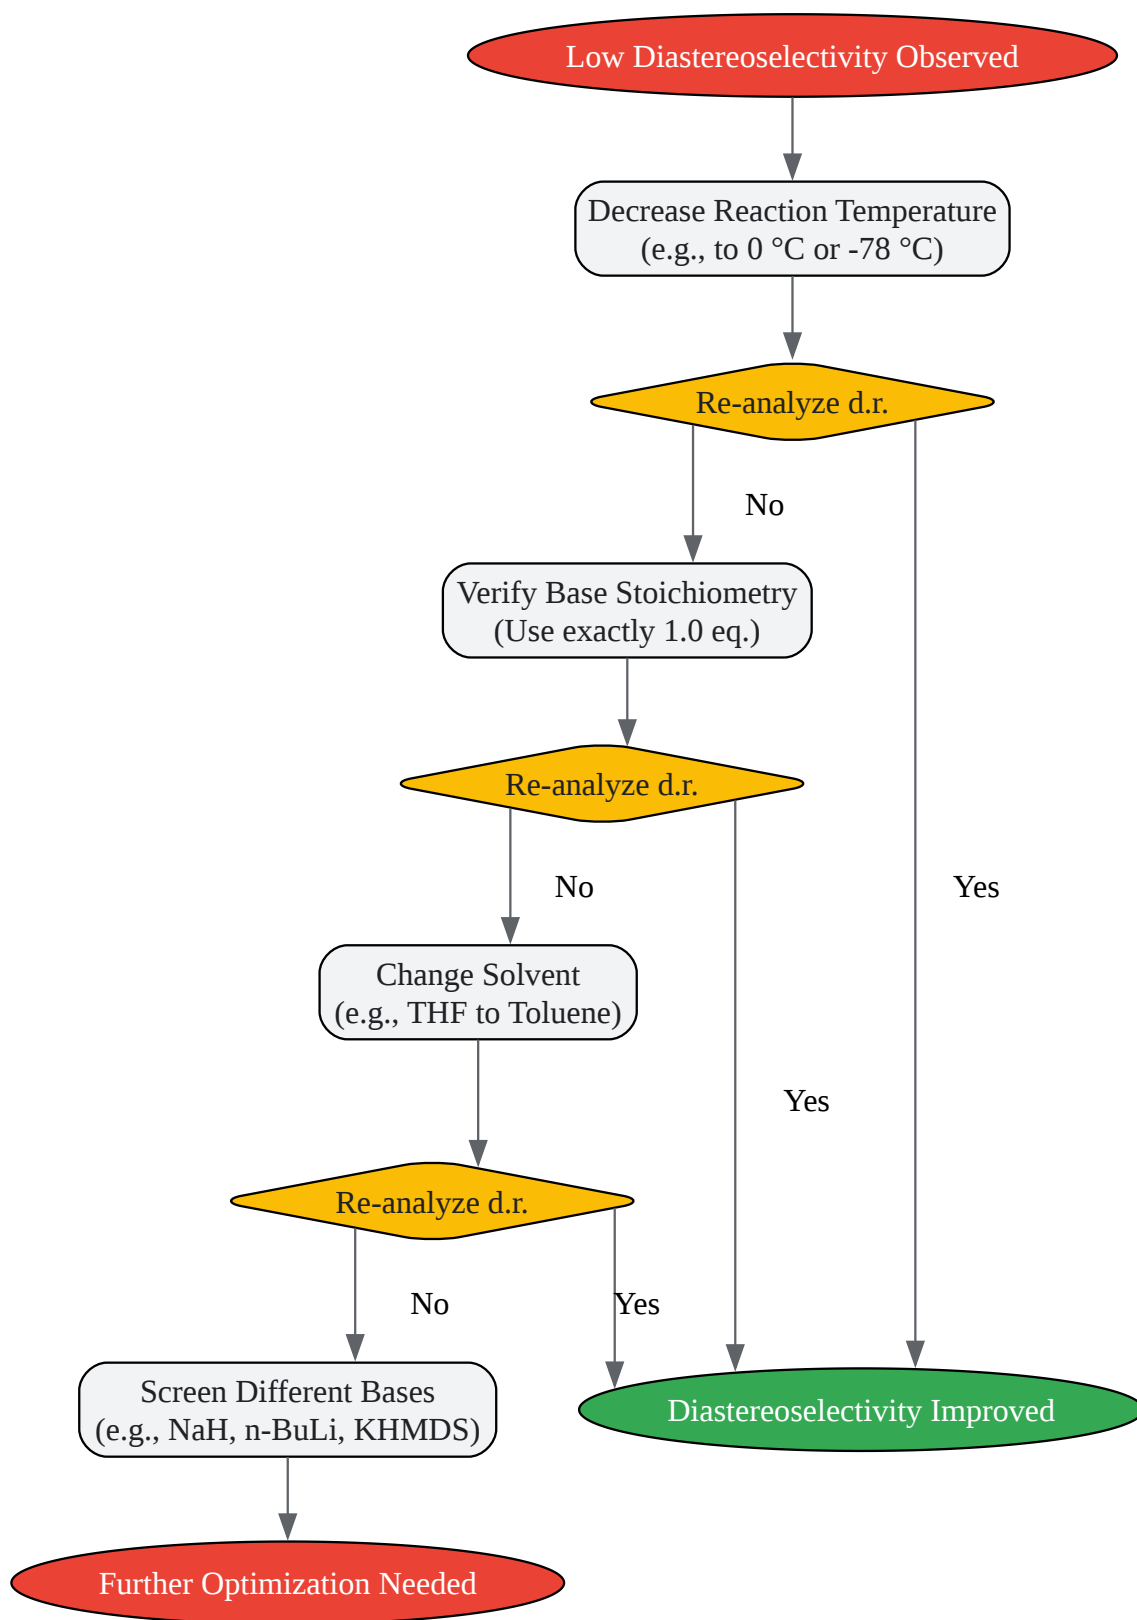 Low Diastereoselectivity Observed
Decrease Reaction Temperature
(e.g., to 0 °C or -78 °C)
Re-analyze d.r.
No
Verify Base Stoichiometry
(Use exactly 1.0 eq.)
Re-analyze d.r.
No
Yes
Change Solvent
(e.g., THF to Toluene)
Yes
Re-analyze d.r.
No
Yes
Screen Different Bases
(e.g., NaH, n-BuLi, KHMDS)
Diastereoselectivity Improved
Further Optimization Needed